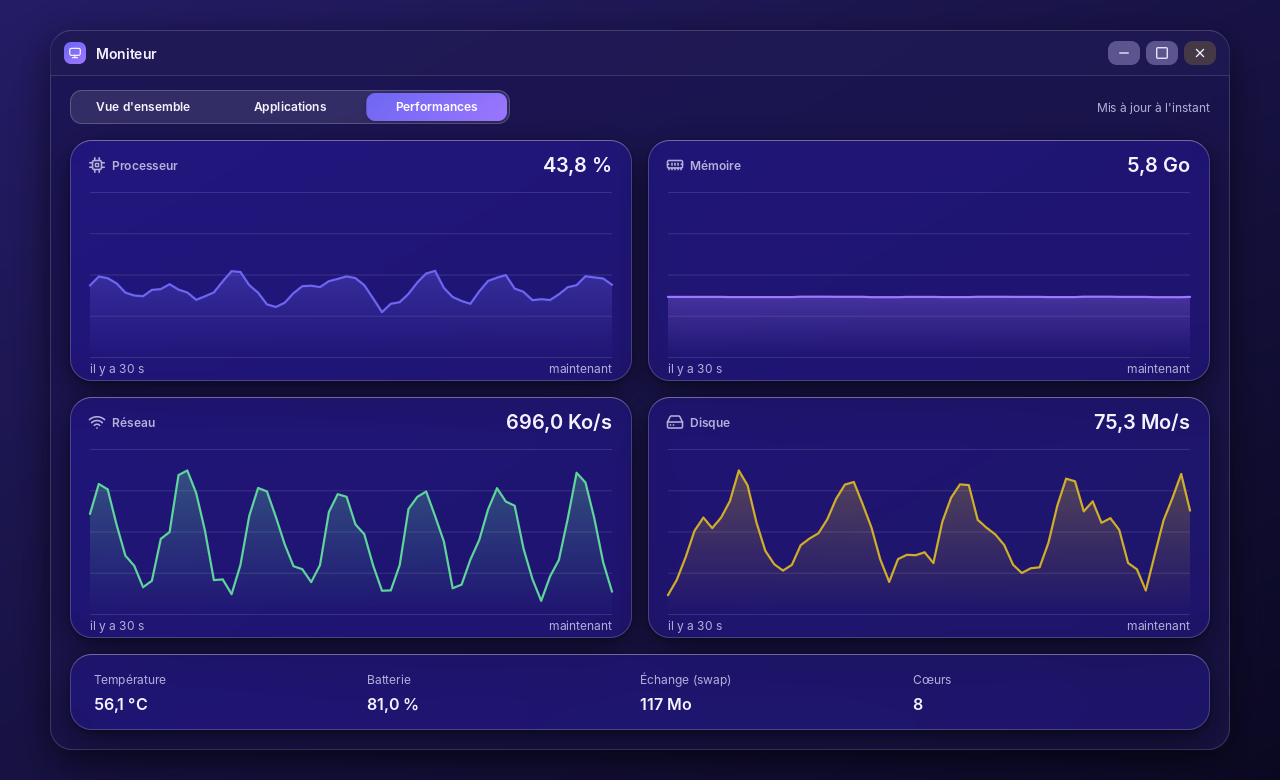 Moniteur
Vue d'ensemble
Applications
Performances
Mis à jour à l'instant
Processeur
43,8 %
il y a 30 s
maintenant
Mémoire
5,8 Go
il y a 30 s
maintenant
Réseau
696,0 Ko/s
il y a 30 s
maintenant
Disque
75,3 Mo/s
il y a 30 s
maintenant
Température
56,1 °C
Batterie
81,0 %
Échange (swap)
117 Mo
Cœurs
8